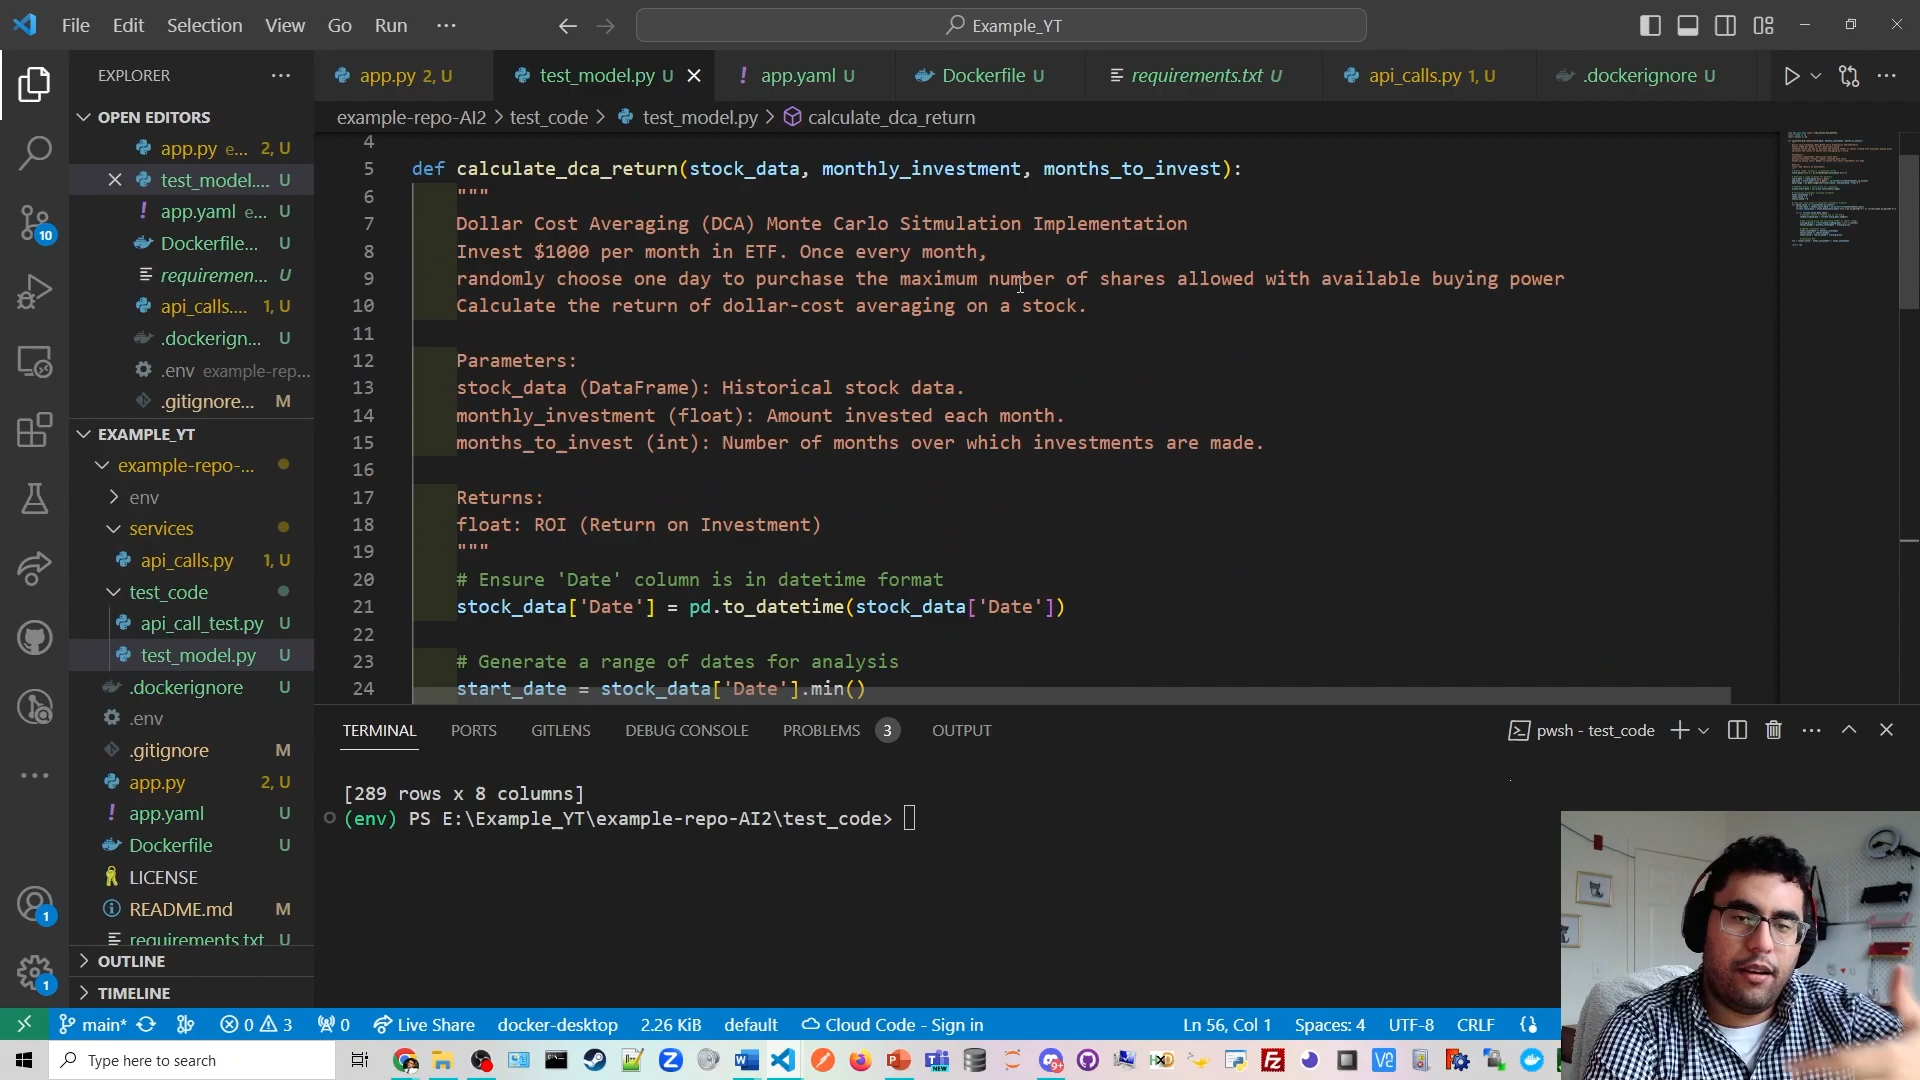 File Edit Selection View Go Run ···
Example_YT
EXPLORER
app.py 2, U
test_model.py U
app.yaml U
Dockerfile U
requirements.txt U
api_calls.py 1, U
.dockerignore U
example-repo-AI2 > test_code > test_model.py > calculate_dca_return
OPEN EDITORS
app.py e... 2, U
test_model.... U
app.yaml e... U
Dockerfile... U
requiremen... U
api_calls.... 1, U
.dockerign... U
.env example-rep...
.gitignore... M
EXAMPLE_YT
example-repo-...
env
services
api_calls.py 1, U
test_code
api_call_test.py U
test_model.py U
.dockerignore U
.env
.gitignore M
app.py 2, U
app.yaml U
Dockerfile U
LICENSE
README.md M
requirements.txt U
OUTLINE
TIMELINE
10
1
1
4
5 def calculate_dca_return(stock_data, monthly_investment, months_to_invest):
6 """
7 Dollar Cost Averaging (DCA) Monte Carlo Sitmulation Implementation
8 Invest $1000 per month in ETF. Once every month,
9 randomly choose one day to purchase the maximum number of shares allowed with available buying power
10 Calculate the return of dollar-cost averaging on a stock.
11
12 Parameters:
13 stock_data (DataFrame): Historical stock data.
14 monthly_investment (float): Amount invested each month.
15 months_to_invest (int): Number of months over which investments are made.
16
17 Returns:
18 float: ROI (Return on Investment)
19 """
20 # Ensure 'Date' column is in datetime format
21 stock_data['Date'] = pd.to_datetime(stock_data['Date'])
22
23 # Generate a range of dates for analysis
24 start_date = stock_data['Date'].min()
TERMINAL PORTS GITLENS DEBUG CONSOLE PROBLEMS 3 OUTPUT
pwsh - test_code
[289 rows x 8 columns]
(env) PS E:\Example_YT\example-repo-AI2\test_code>
main* 0 3 0 Live Share docker-desktop 2.26 KiB default Cloud Code - Sign in
Ln 56, Col 1 Spaces: 4 UTF-8 CRLF
Type here to search